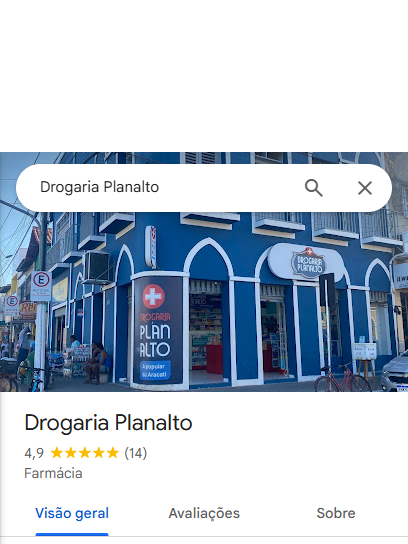 Drogaria Planalto
DROGARIA
PLANALTO
E
E
DROGARIA
PLAN
ALTO
A popular
do Aracati
Drogaria Planalto
4,9 (14)
Farmácia
Visão geral
Avaliações
Sobre